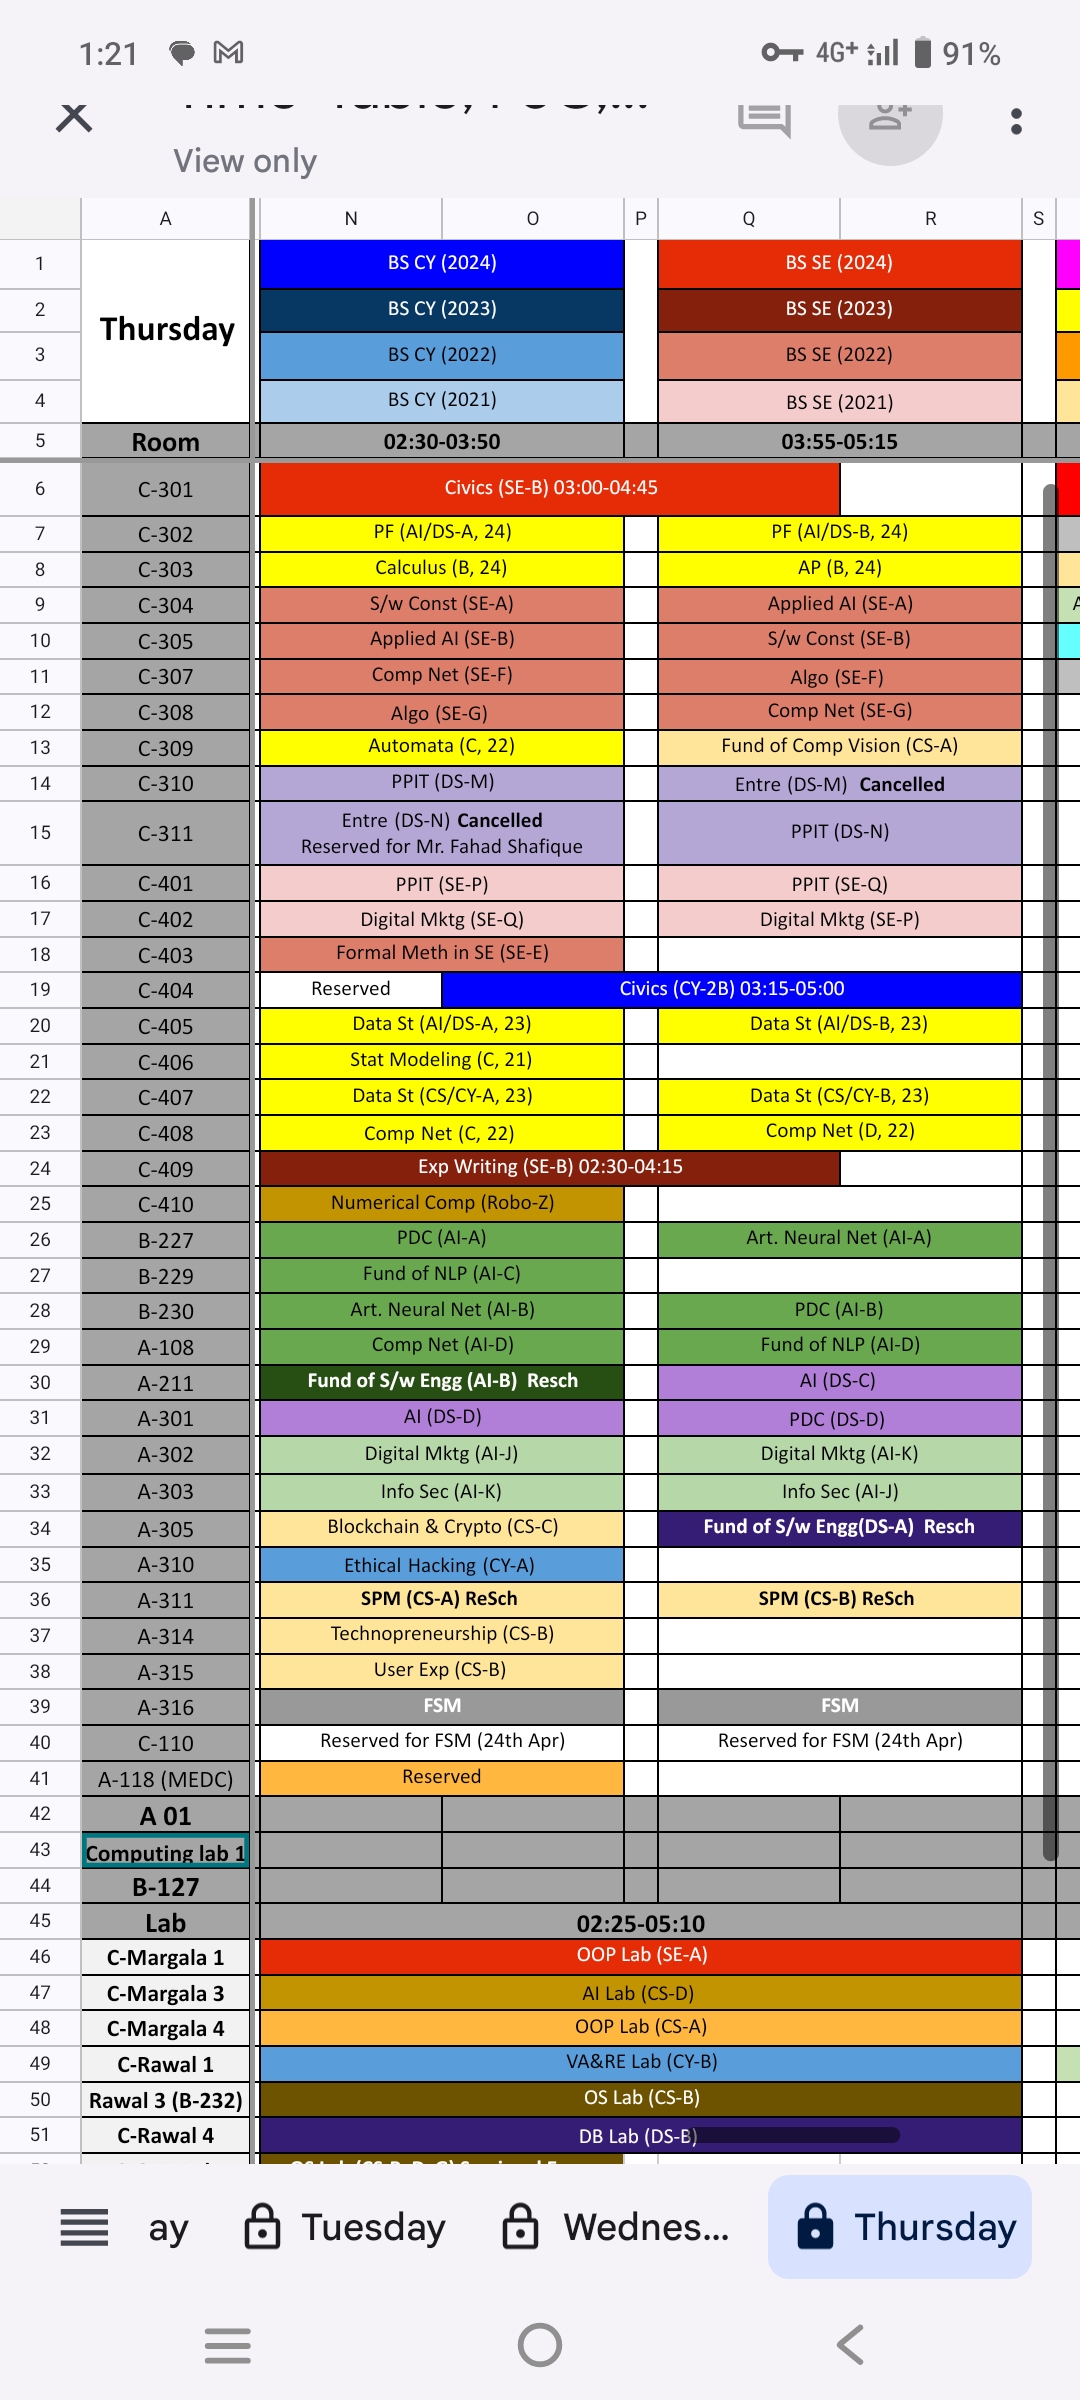 1:21 4G+ 91%
View only
A N O P Q R S
1 BS CY (2024) BS SE (2024)
Thursday
2 BS CY (2023) BS SE (2023)
3 BS CY (2022) BS SE (2022)
4 BS CY (2021) BS SE (2021)
5 Room 02:30-03:50 03:55-05:15
6 C-301 Civics (SE-B) 03:00-04:45
7 C-302 PF (AI/DS-A, 24) PF (AI/DS-B, 24)
8 C-303 Calculus (B, 24) AP (B, 24)
9 C-304 S/w Const (SE-A) Applied AI (SE-A)
10 C-305 Applied AI (SE-B) S/w Const (SE-B)
11 C-307 Comp Net (SE-F) Algo (SE-F)
12 C-308 Algo (SE-G) Comp Net (SE-G)
13 C-309 Automata (C, 22) Fund of Comp Vision (CS-A)
14 C-310 PPIT (DS-M) Entre (DS-M) Cancelled
15 C-311 Entre (DS-N) Cancelled
Reserved for Mr. Fahad Shafique PPIT (DS-N)
16 C-401 PPIT (SE-P) PPIT (SE-Q)
17 C-402 Digital Mktg (SE-Q) Digital Mktg (SE-P)
18 C-403 Formal Meth in SE (SE-E)
19 C-404 Reserved Civics (CY-2B) 03:15-05:00
20 C-405 Data St (AI/DS-A, 23) Data St (AI/DS-B, 23)
21 C-406 Stat Modeling (C, 21)
22 C-407 Data St (CS/CY-A, 23) Data St (CS/CY-B, 23)
23 C-408 Comp Net (C, 22) Comp Net (D, 22)
24 C-409 Exp Writing (SE-B) 02:30-04:15
25 C-410 Numerical Comp (Robo-Z)
26 B-227 PDC (AI-A) Art. Neural Net (AI-A)
27 B-229 Fund of NLP (AI-C)
28 B-230 Art. Neural Net (AI-B) PDC (AI-B)
29 A-108 Comp Net (AI-D) Fund of NLP (AI-D)
30 A-211 Fund of S/w Engg (AI-B) Resch AI (DS-C)
31 A-301 AI (DS-D) PDC (DS-D)
32 A-302 Digital Mktg (AI-J) Digital Mktg (AI-K)
33 A-303 Info Sec (AI-K) Info Sec (AI-J)
34 A-305 Blockchain & Crypto (CS-C) Fund of S/w Engg(DS-A) Resch
35 A-310 Ethical Hacking (CY-A)
36 A-311 SPM (CS-A) ReSch SPM (CS-B) ReSch
37 A-314 Technopreneurship (CS-B)
38 A-315 User Exp (CS-B)
39 A-316 FSM FSM
40 C-110 Reserved for FSM (24th Apr) Reserved for FSM (24th Apr)
41 A-118 (MEDC) Reserved
42 A 01
43 Computing lab 1
44 B-127
45 Lab 02:25-05:10
46 C-Margala 1 OOP Lab (SE-A)
47 C-Margala 3 AI Lab (CS-D)
48 C-Margala 4 OOP Lab (CS-A)
49 C-Rawal 1 VA&RE Lab (CY-B)
50 Rawal 3 (B-232) OS Lab (CS-B)
51 C-Rawal 4 DB Lab (DS-B)
ay Tuesday Wednes... Thursday